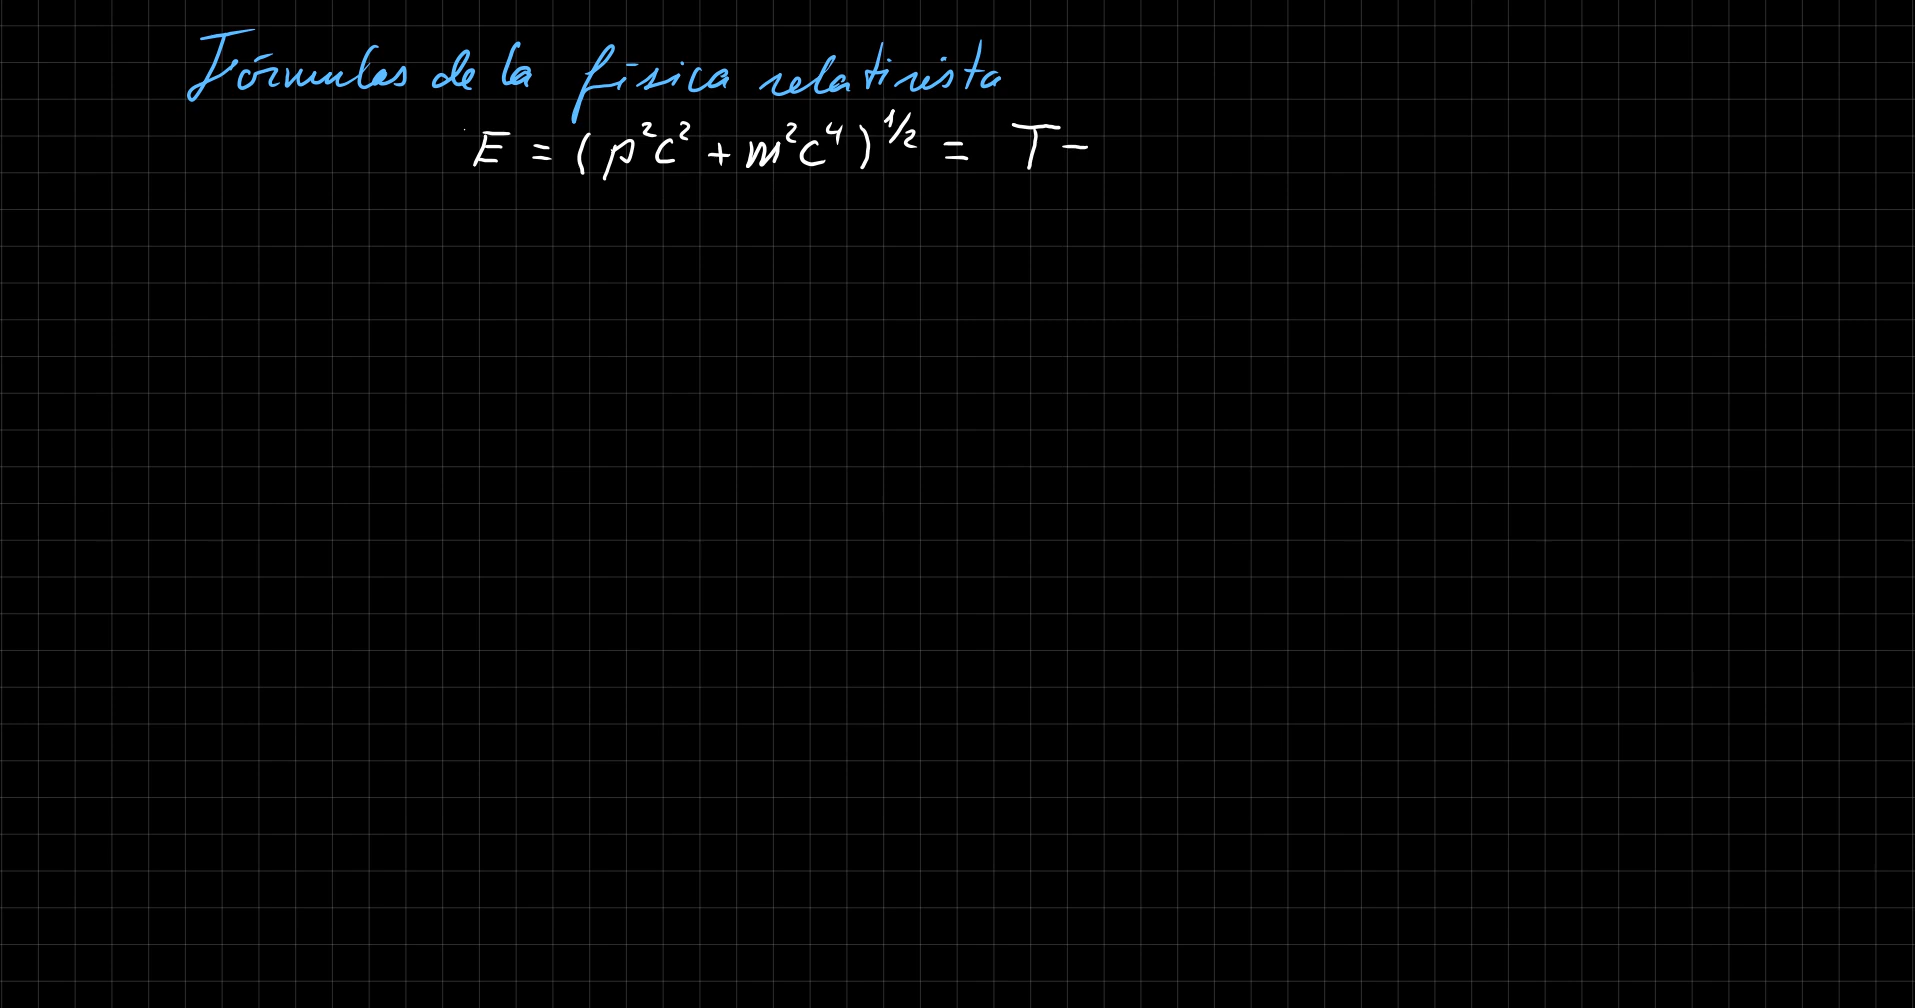 Fórmulas de la física relativista
E = (p²c² + m²c⁴)^1/2 = T-